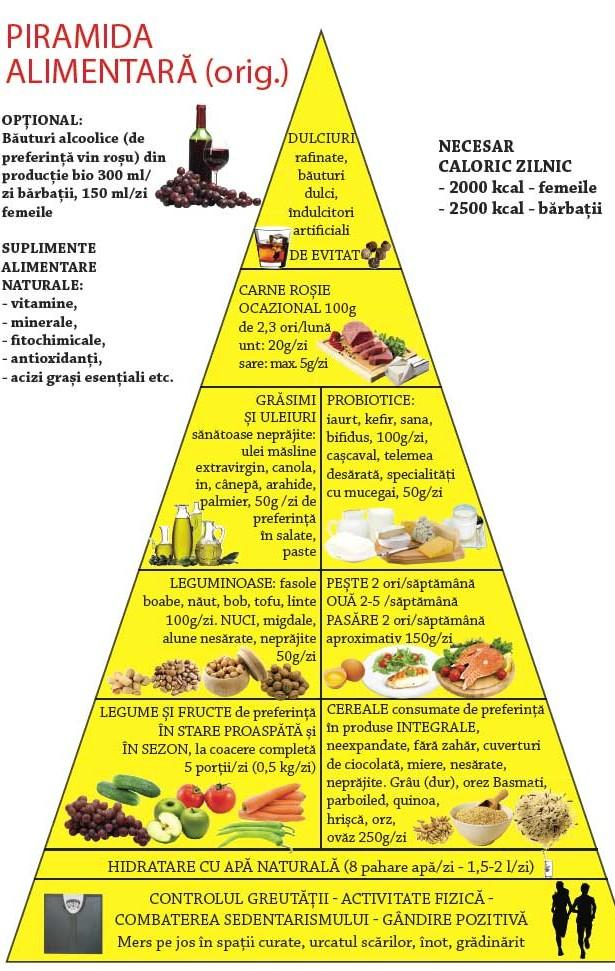 PIRAMIDA
ALIMENTARĂ (orig.)
OPȚIONAL:
Băuturi alcoolice (de
preferință vin roșu) din
producție bio 300 ml/
zi bărbații, 150 ml/zi
femeile
SUPLIMENTE
ALIMENTARE
NATURALE:
- vitamine,
- minerale,
- fitochimicale,
- antioxidanți,
- acizi grași esențiali etc.
NECESAR
CALORIC ZILNIC
- 2000 kcal - femeile
- 2500 kcal - bărbații
DULCIURI
rafinate,
băuturi
dulci,
îndulcitori
artificiali
DE EVITAT
CARNE ROȘIE
OCAZIONAL 100g
de 2,3 ori/lună
unt: 20g/zi
sare: max. 5g/zi
GRĂSIMI
ȘI ULEIURI
sănătoase neprăjite:
ulei măsline
extravirgin, canola,
in, cânepă, arahide,
palmier, 50g /zi de
preferință
în salate,
paste
PROBIOTICE:
iaurt, kefir, sana,
bifidus, 100g/zi,
cașcaval, telemea
desărată, specialități
cu mucegai, 50g/zi
LEGUMINOASE: fasole
boabe, năut, bob, tofu, linte
100g/zi. NUCI, migdale,
alune nesărate, neprăjite
50g/zi
PEȘTE 2 ori/săptămână
OUĂ 2-5 /săptămână
PASĂRE 2 ori/săptămână
aproximativ 150g/zi
LEGUME ȘI FRUCTE de preferință
ÎN STARE PROASPĂTĂ și
ÎN SEZON, la coacere completă
5 porții/zi (0,5 kg/zi)
CEREALE consumate de preferință
în produse INTEGRALE,
neexpandate, fără zahăr, cuverturi
de ciocolată, miere, nesărate,
neprăjite. Grâu (dur), orez Basmati,
parboiled, quinoa,
hrișcă, orz,
ovăz 250g/zi
HIDRATARE CU APĂ NATURALĂ (8 pahare apă/zi - 1,5-2 l/zi)
CONTROLUL GREUTĂȚII - ACTIVITATE FIZICĂ -
COMBATEREA SEDENTARISMULUI - GÂNDIRE POZITIVĂ
Mers pe jos în spații curate, urcatul scărilor, înot, grădinărit